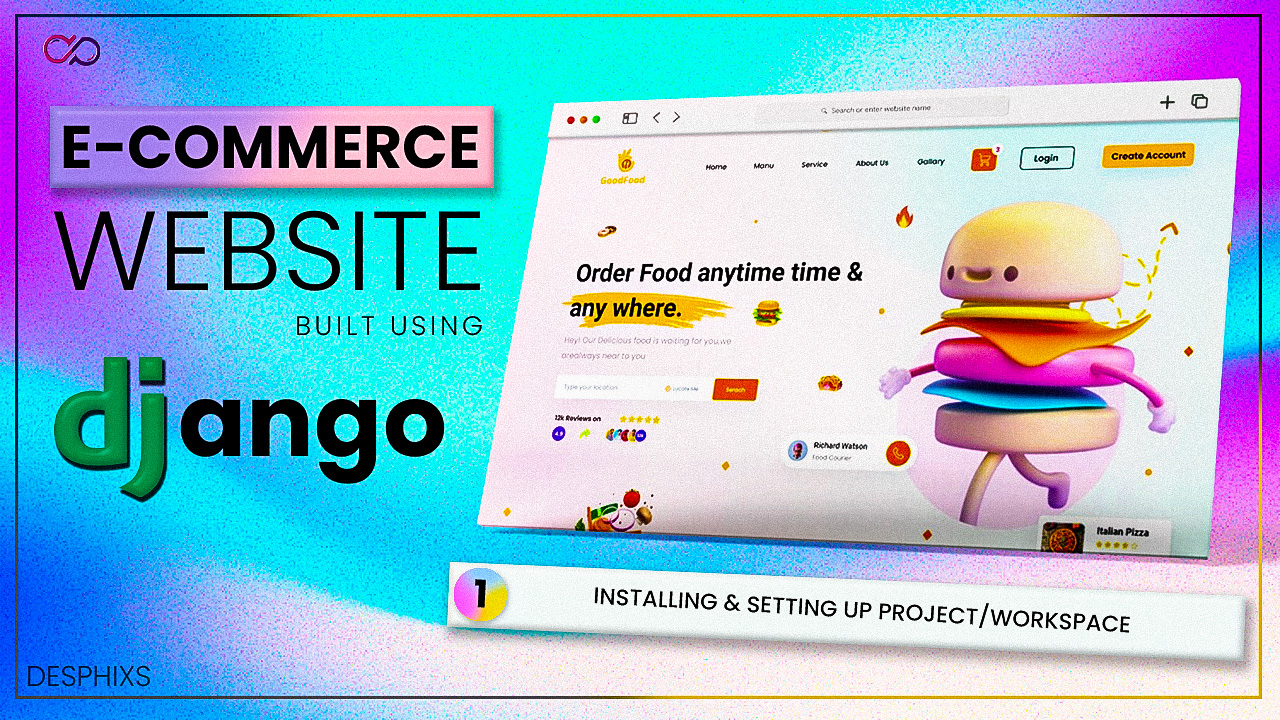 E-COMMERCE
WEBSITE
BUILT USING
django
DESPHIXS
Search or enter website name
GoodFood
Home
Manu
Service
About Us
Gallary
3
Login
Create Account
Order Food anytime time &
any where.
Hey! Our Delicious food is waiting for you,we
arealways near to you
Type your location
Locate Me
Serach
12k Reviews on
4.9
Richard Watson
Food Courier
Italian Pizza
1
INSTALLING & SETTING UP PROJECT/WORKSPACE